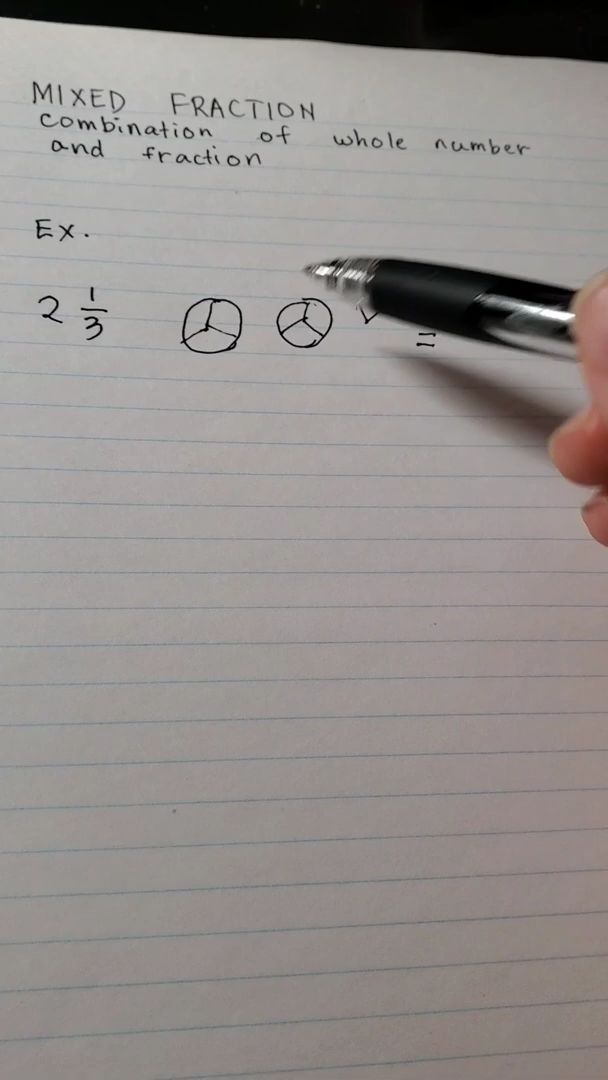 MIXED FRACTION
combination of whole number
and fraction
Ex.
2 1/3 =